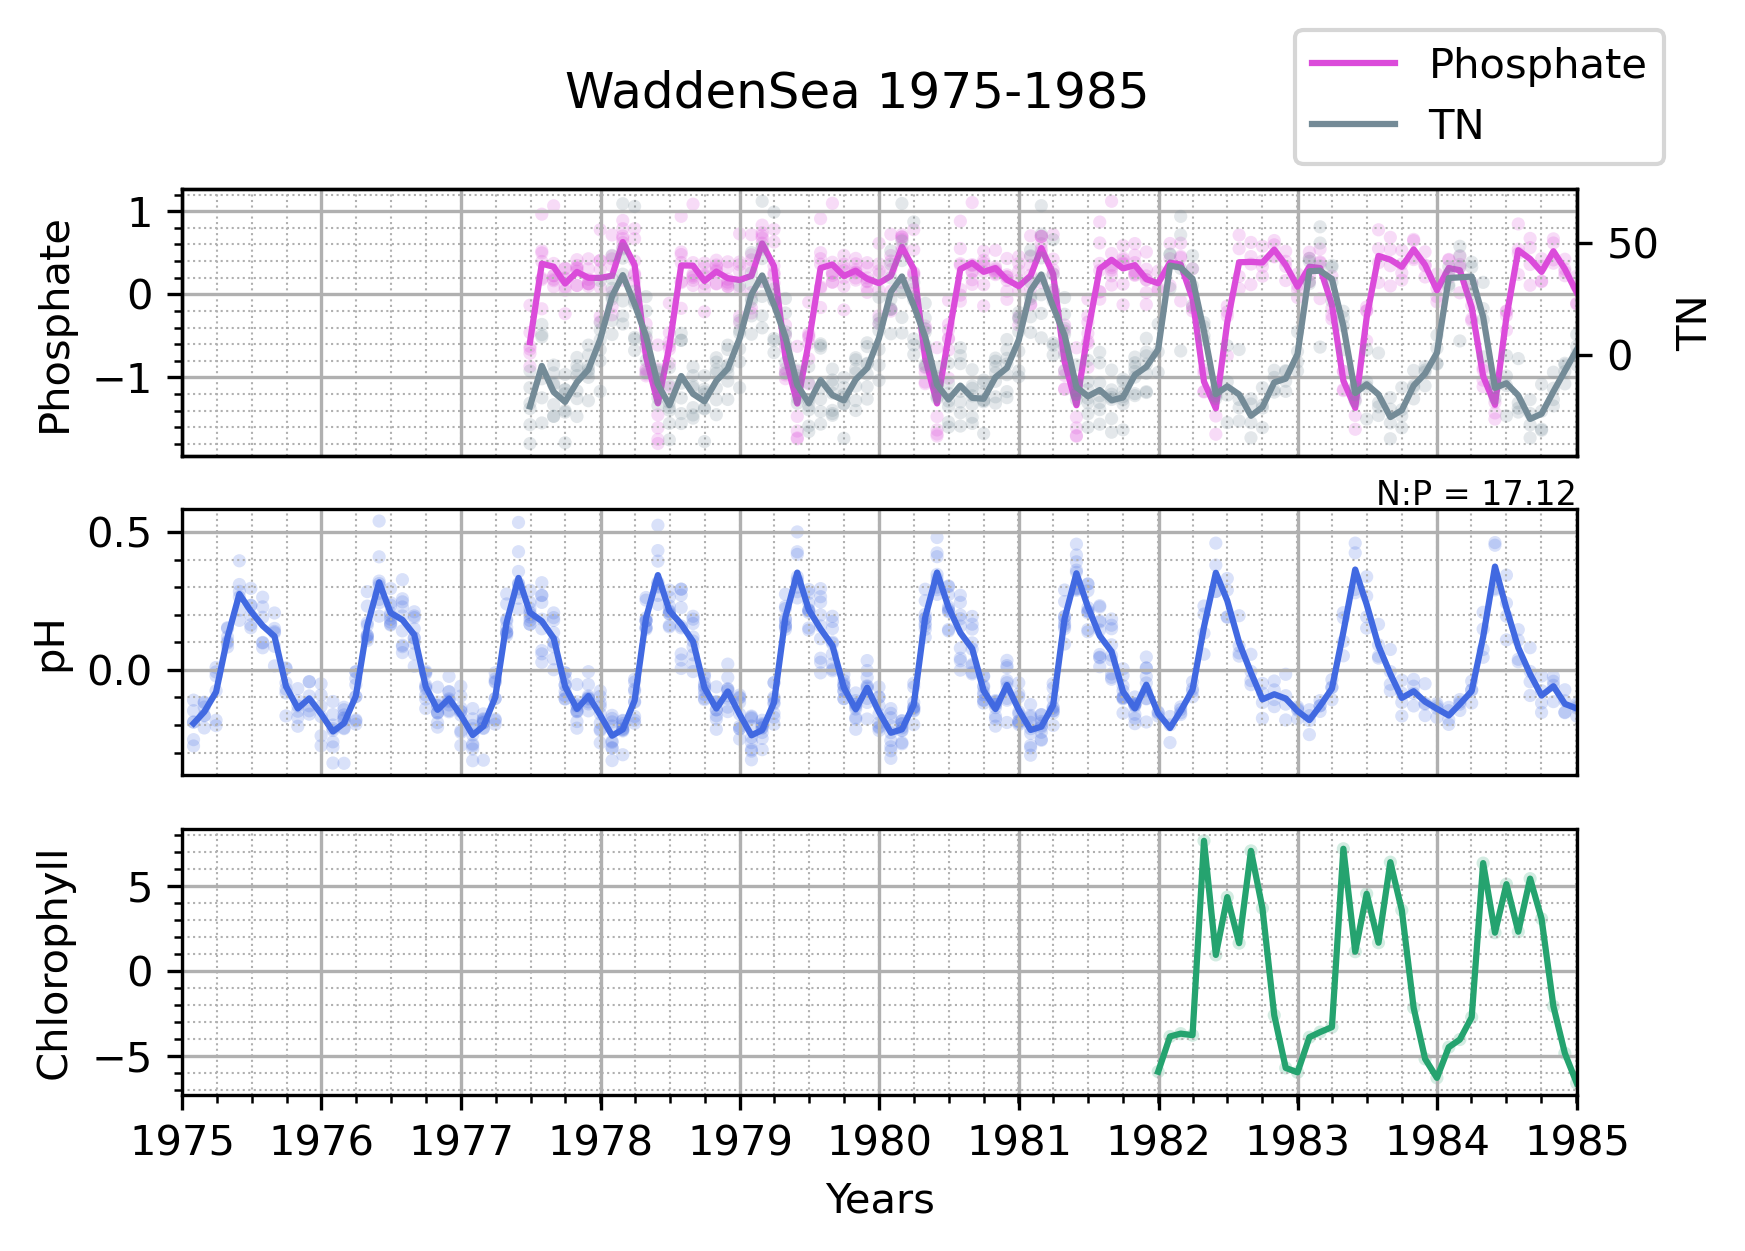 WaddenSea 1975-1985
Phosphate
TN
Phosphate
1
0
−1
50
0
TN
N:P = 17.12
pH
0.5
0.0
Chlorophyll
5
0
−5
1975 1976 1977 1978 1979 1980 1981 1982 1983 1984 1985
Years